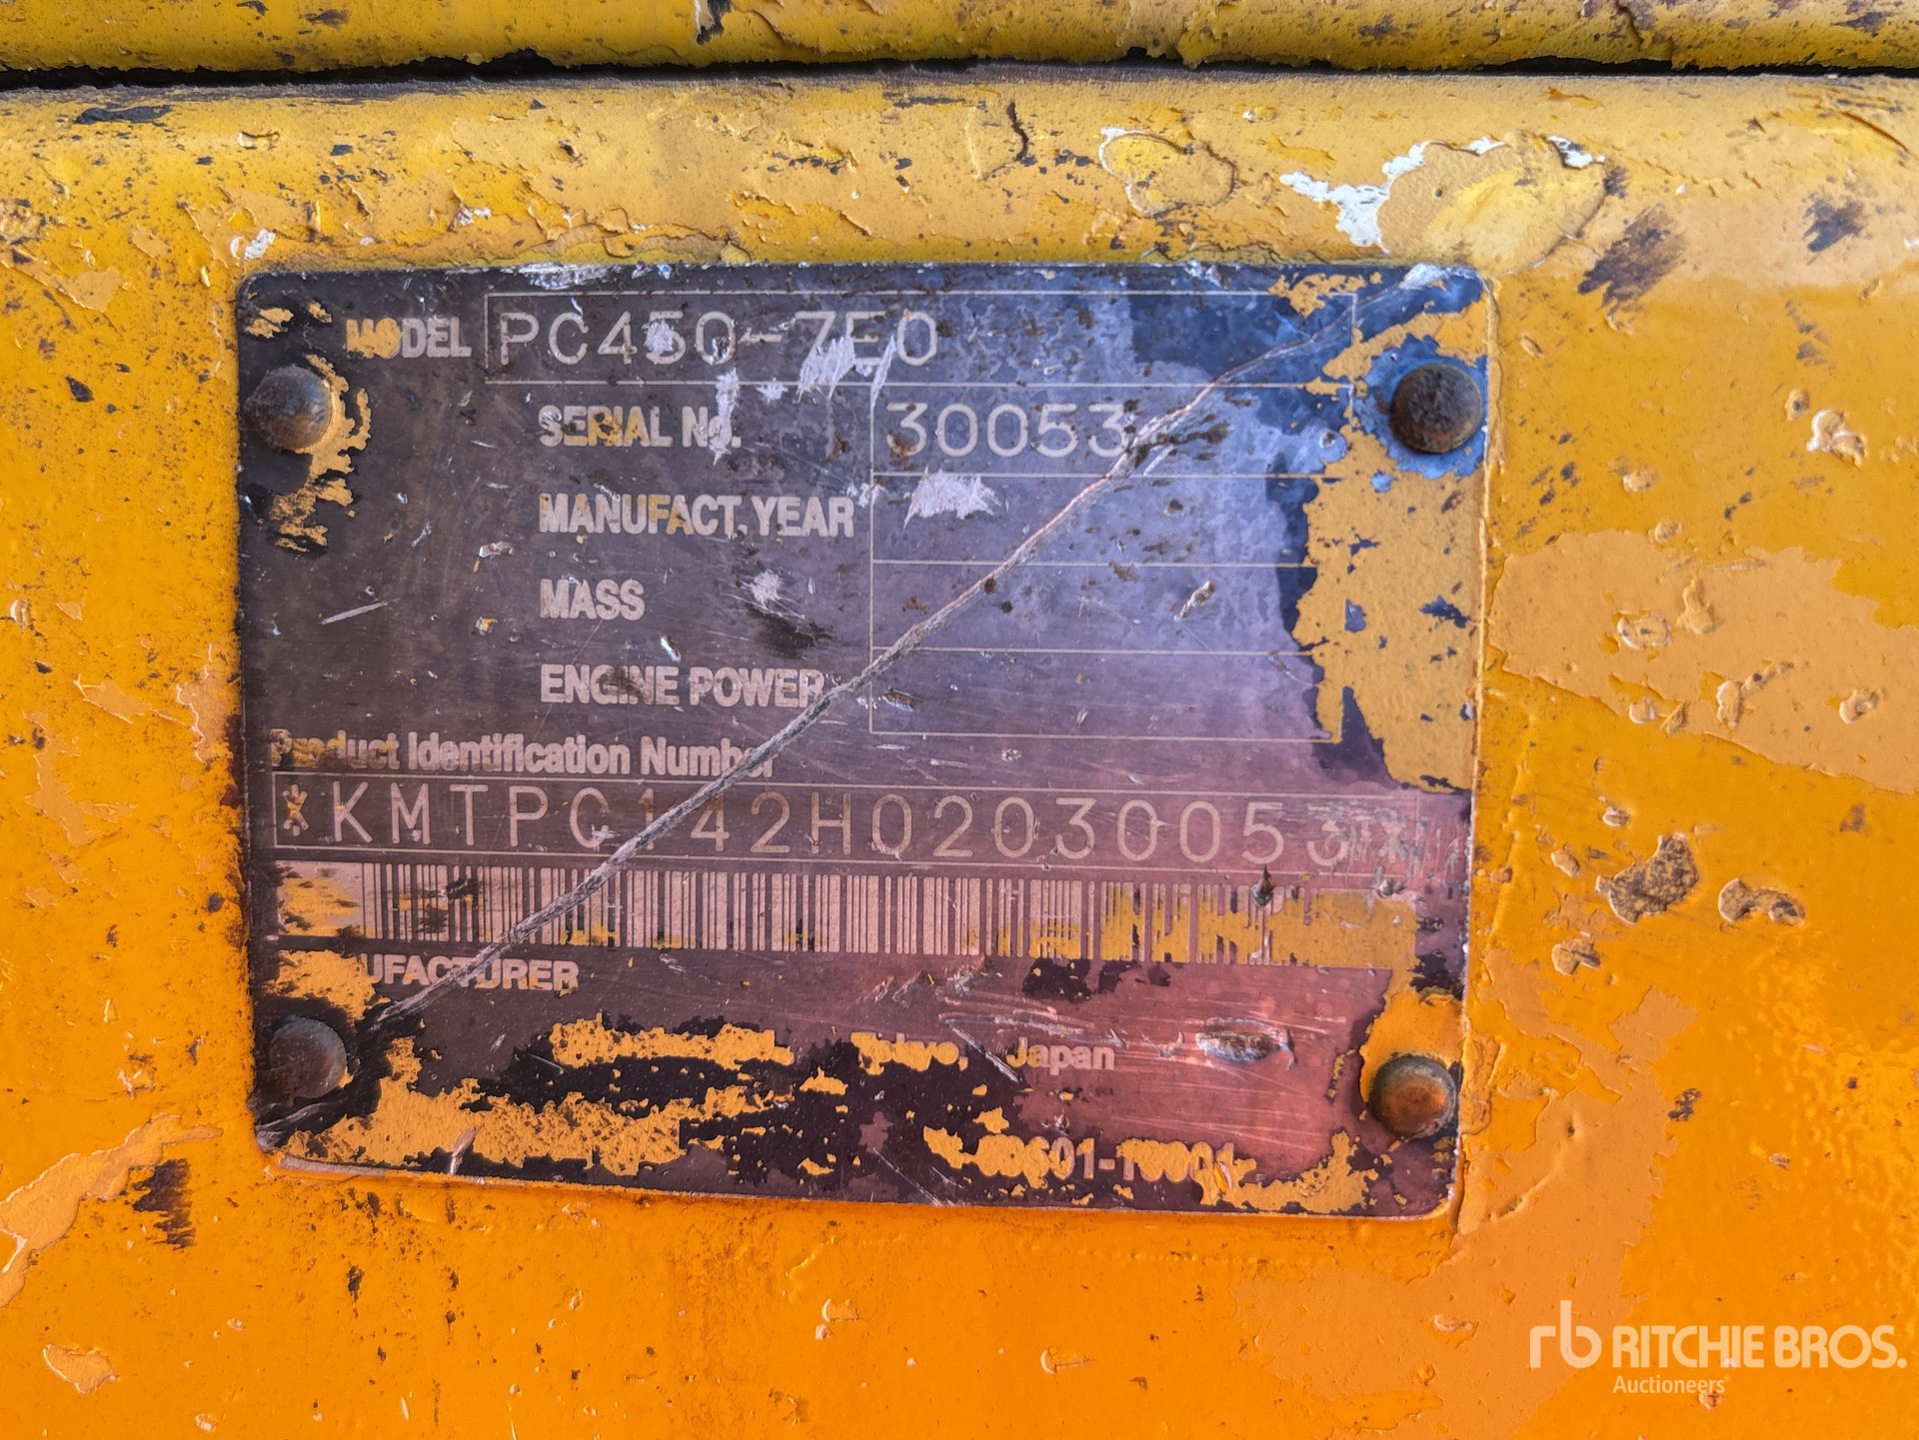 MODEL PC450-7E0
SERIAL NO. 30053
MANUFACT, YEAR
MASS
ENGINE POWER
Product Identification Number
*KMTPC142H02030053*
UFACTURER
Tokyo, Japan
rb RITCHIE BROS.
Auctioneers